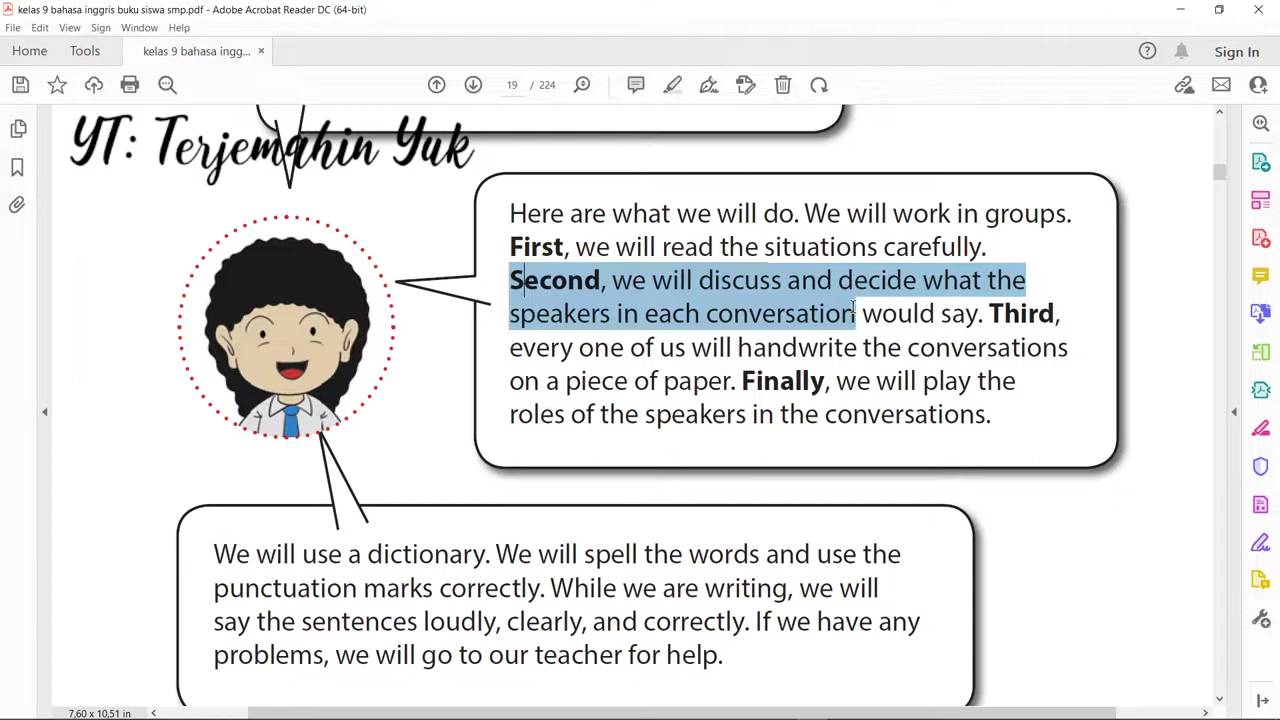 kelas 9 bahasa inggris buku siswa smp.pdf - Adobe Acrobat Reader DC (64-bit)
File Edit View Sign Window Help
Home Tools kelas 9 bahasa ingg... × Sign In
19 / 224
YT: Terjemahin Yuk
Here are what we will do. We will work in groups.
First, we will read the situations carefully.
Second, we will discuss and decide what the
speakers in each conversation would say. Third,
every one of us will handwrite the conversations
on a piece of paper. Finally, we will play the
roles of the speakers in the conversations.
We will use a dictionary. We will spell the words and use the
punctuation marks correctly. While we are writing, we will
say the sentences loudly, clearly, and correctly. If we have any
problems, we will go to our teacher for help.
7,60 x 10,51 in